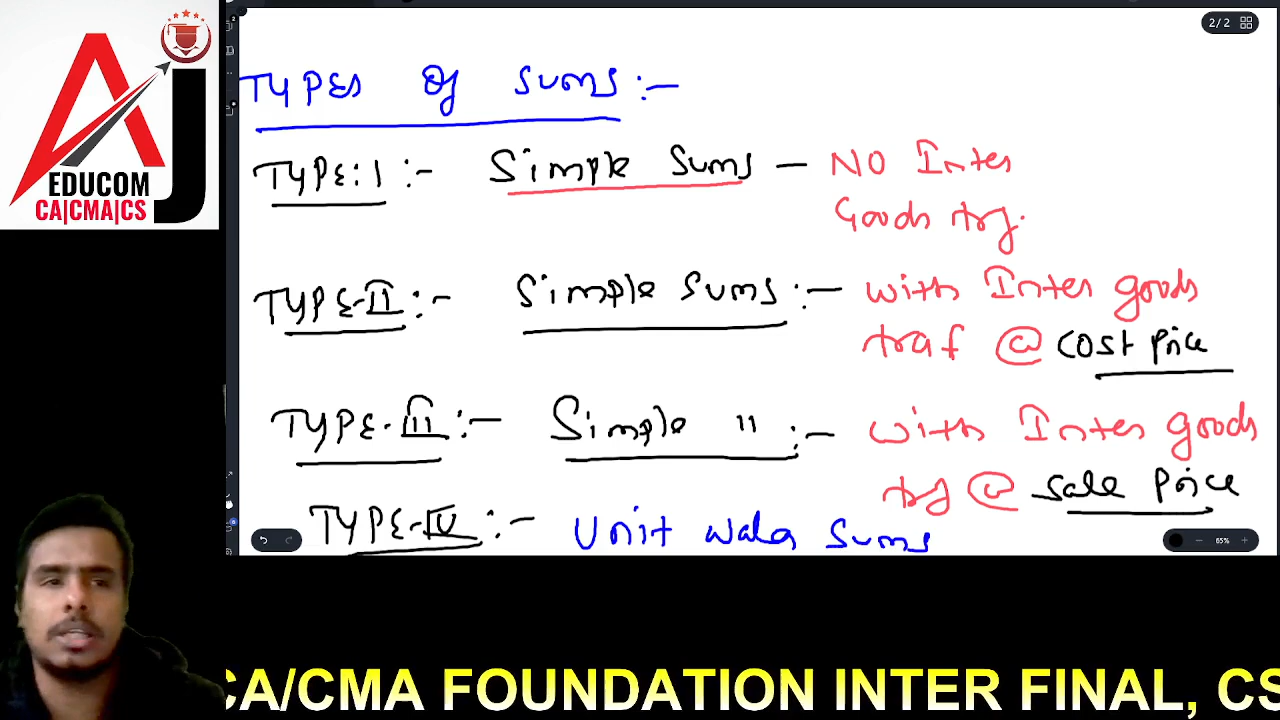 2/2
AJ
EDUCOM
CA|CMA|CS
TYPES Of SUMS :-
TYPE:1 :- Simple Sums - NO Inter
Goods trf.
TYPE-II :- Simple Sums :- with Inter goods
traf @ Cost Price
TYPE-III :- Simple " :- with Inter goods
trf @ Sale Price
TYPE-IV :- Unit wala Sums
65%
CA/CMA FOUNDATION INTER FINAL, CS